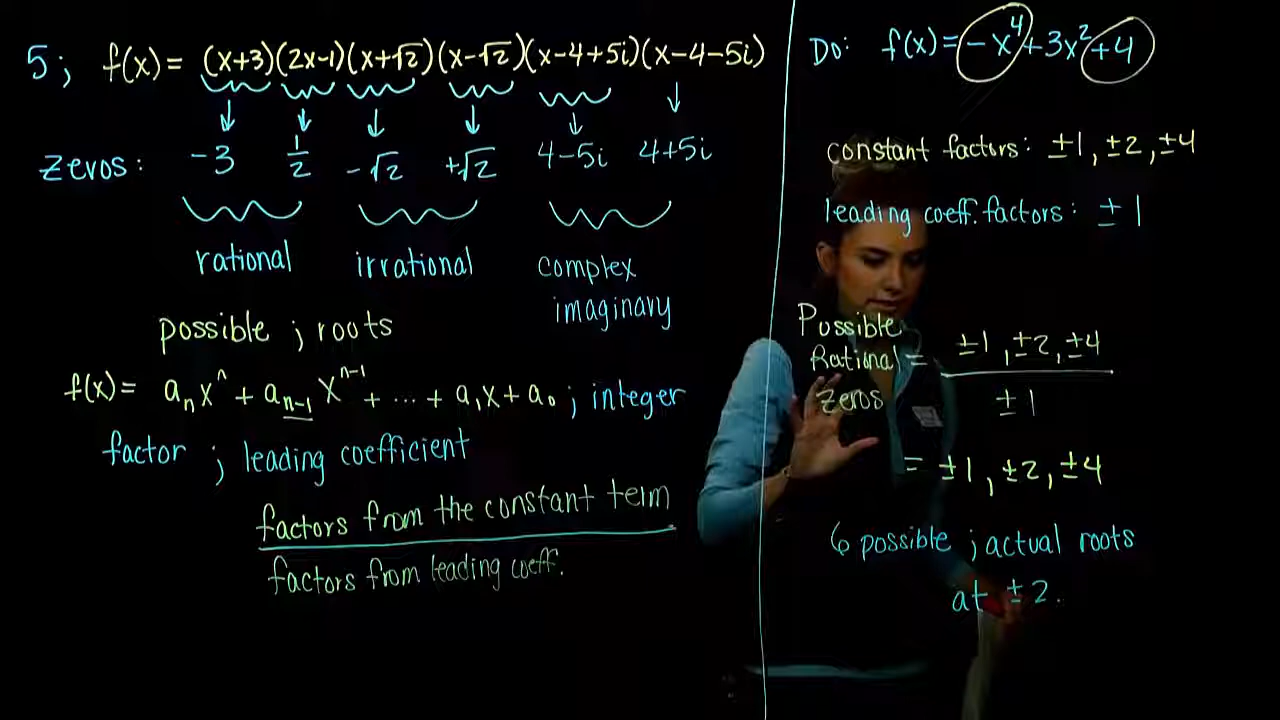 5; f(x) = (x+3)(2x-1)(x+√2)(x-√2)(x-4+5i)(x-4-5i)
zeros: -3 1/2 -√2 +√2 4-5i 4+5i
rational irrational complex
imaginary
possible ; roots
f(x) = aₙxⁿ + aₙ₋₁ xⁿ⁻¹ + ... + a₁x + a₀ ; integer
factor ; leading coefficient
factors from the constant term
factors from leading coeff.
Do: f(x) = -x⁴ + 3x² + 4
constant factors: ±1, ±2, ±4
leading coeff. factors: ±1
Possible
Rational = ±1, ±2, ±4
zeros ±1
= ±1, ±2, ±4
6 possible ; actual roots
at ±2.